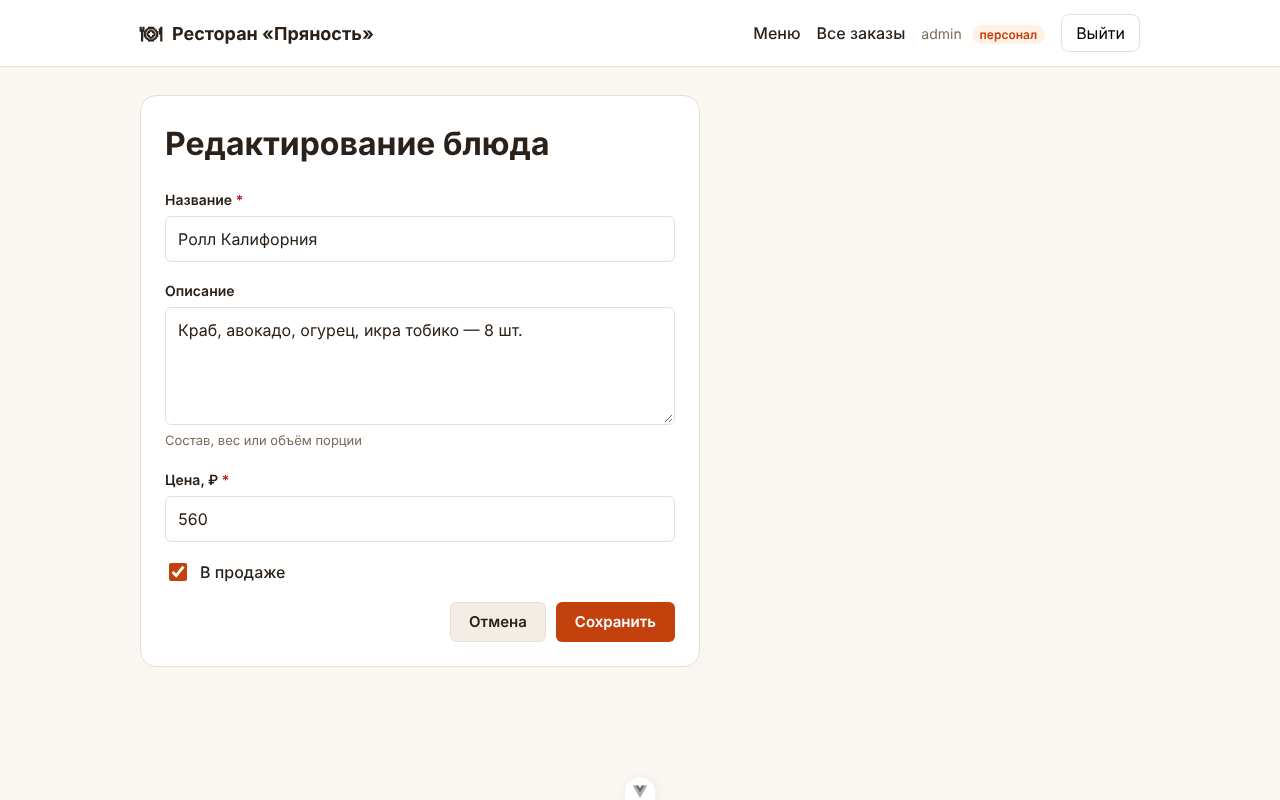 Ресторан «Пряность»
Меню Все заказы admin персонал Выйти
Редактирование блюда
Название *
Ролл Калифорния
Описание
Краб, авокадо, огурец, икра тобико — 8 шт.
Состав, вес или объём порции
Цена, ₽ *
560
В продаже
Отмена Сохранить